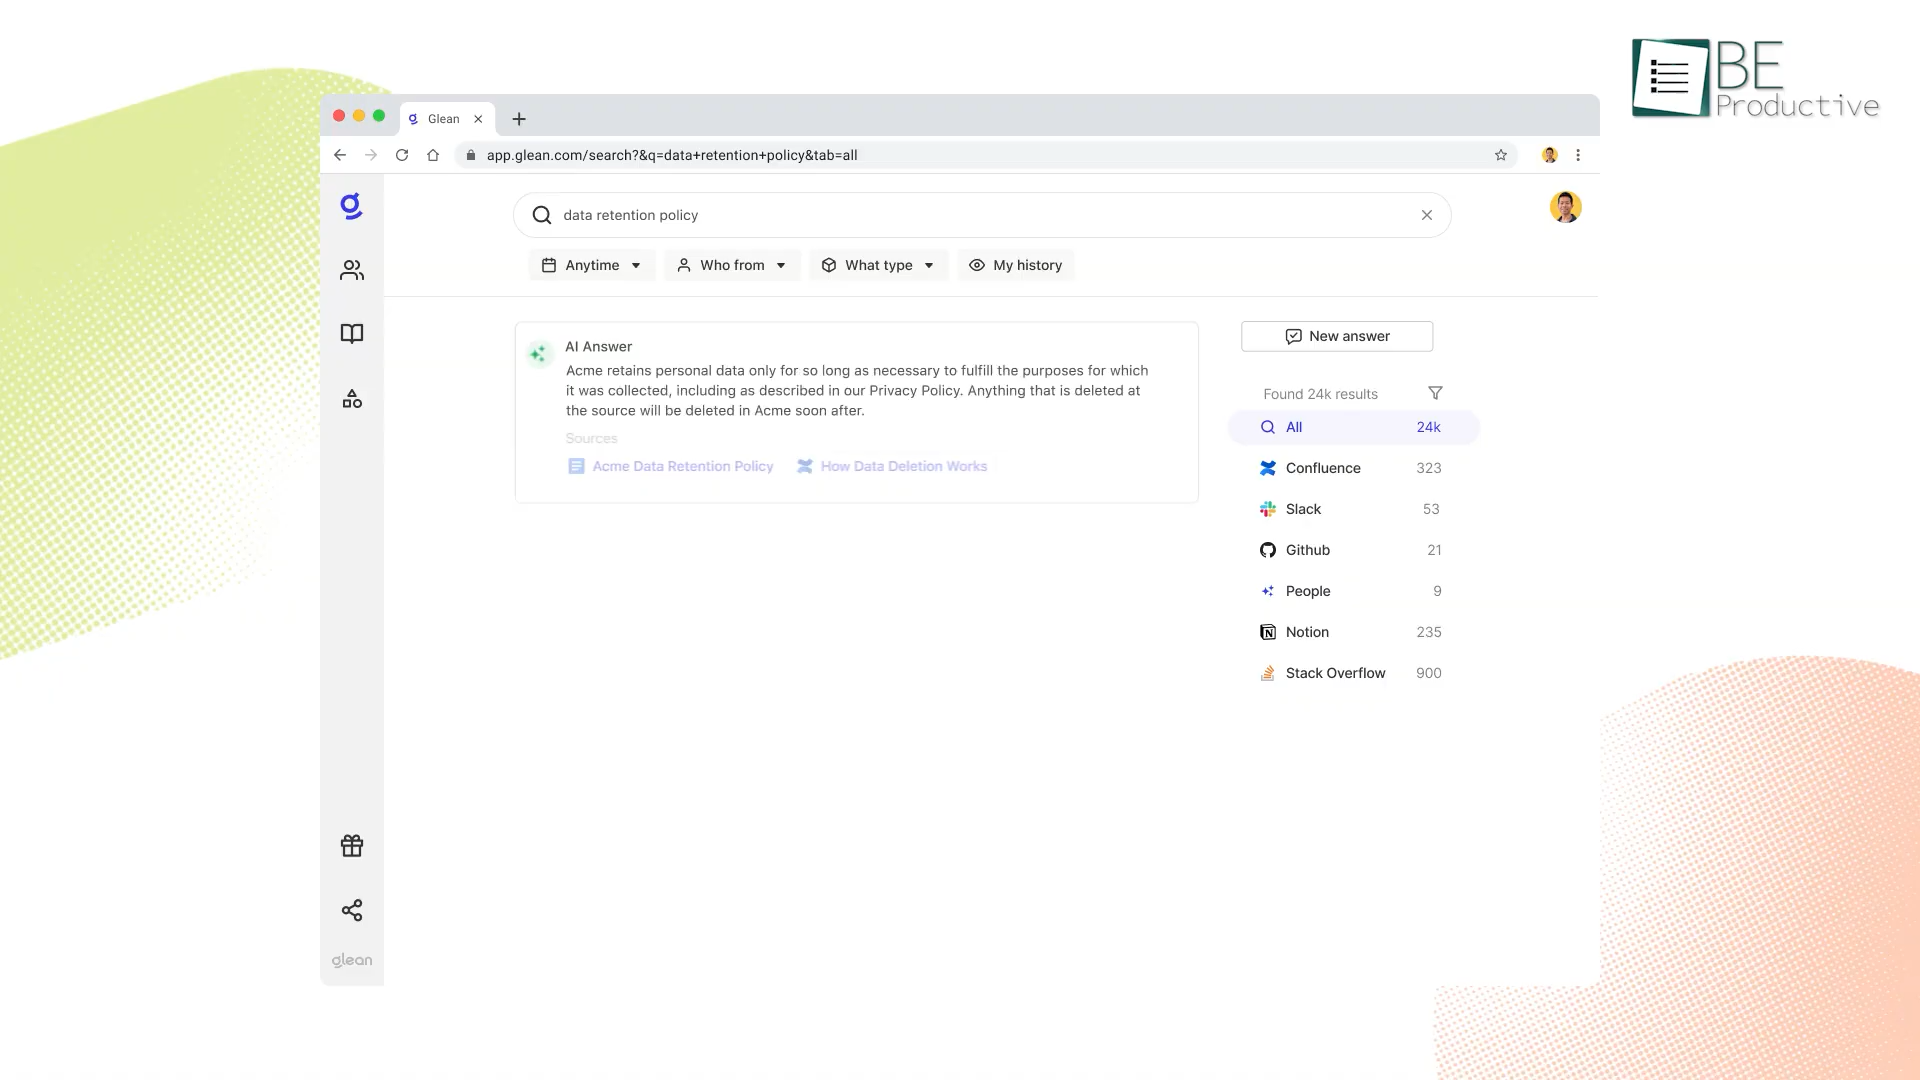 BE
Productive
Glean
app.glean.com/search?&q=data+retention+policy&tab=all
data retention policy
Anytime
Who from
What type
My history
AI Answer
Acme retains personal data only for so long as necessary to fulfill the purposes for which
it was collected, including as described in our Privacy Policy. Anything that is deleted at
the source will be deleted in Acme soon after.
Sources
Acme Data Retention Policy
How Data Deletion Works
New answer
Found 24k results
All 24k
Confluence 323
Slack 53
Github 21
People 9
Notion 235
Stack Overflow 900
glean